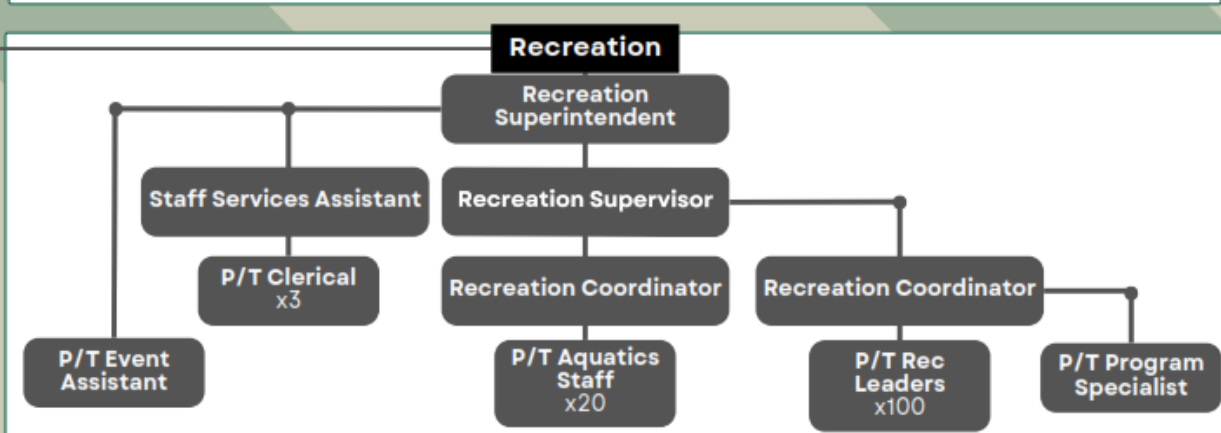 Recreation
Recreation
Superintendent
Staff Services Assistant
Recreation Supervisor
P/T Clerical
x3
Recreation Coordinator
Recreation Coordinator
P/T Event
Assistant
P/T Aquatics
Staff
x20
P/T Rec
Leaders
x100
P/T Program
Specialist